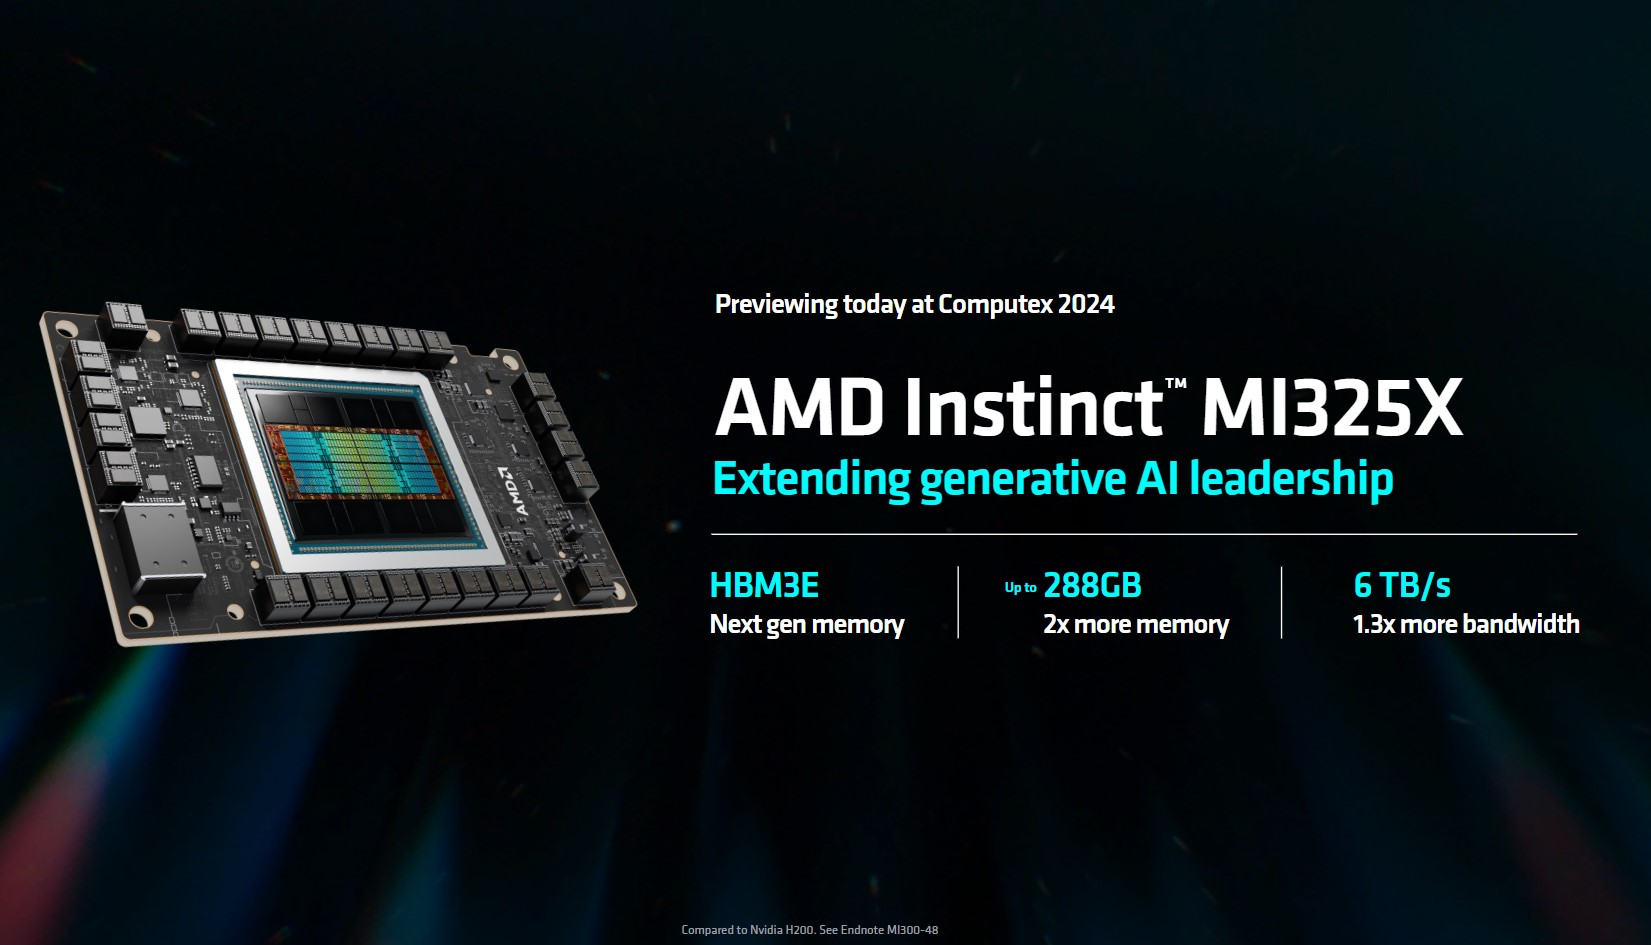 Previewing today at Computex 2024
AMD Instinct™ MI325X
Extending generative AI leadership
HBM3E
Next gen memory
Up to 288GB
2x more memory
6 TB/s
1.3x more bandwidth
AMD
Compared to Nvidia H200. See Endnote MI300-48